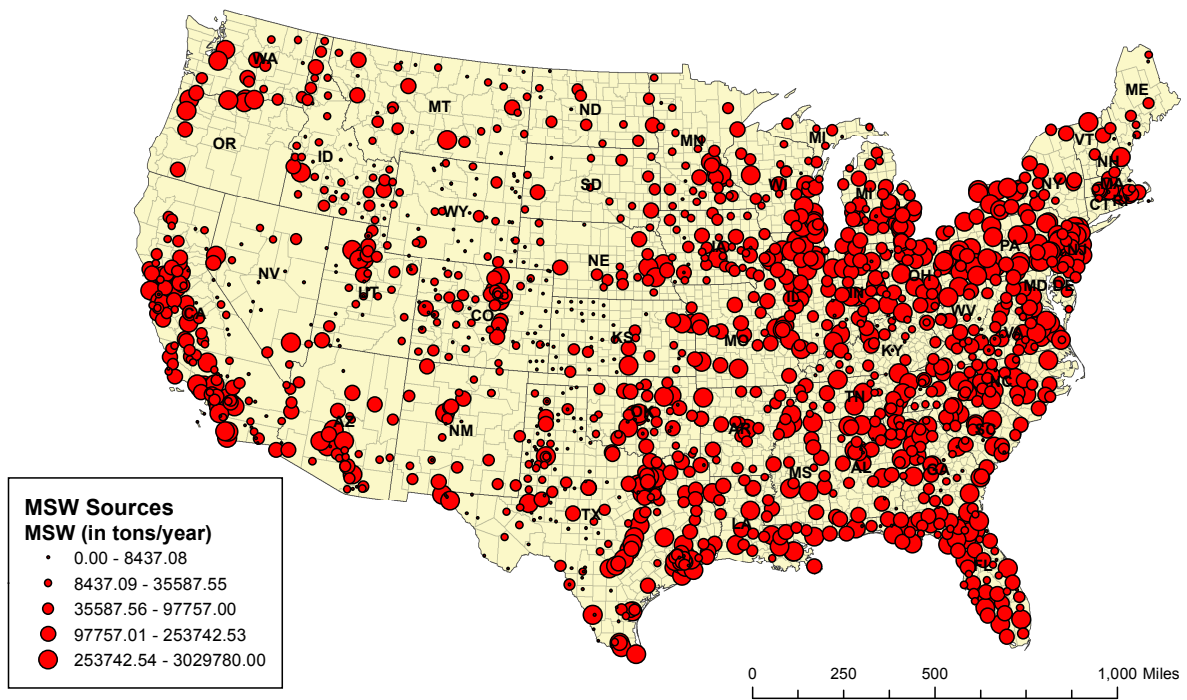 WA
MT
ND
MN
ME
OR
ID
MI
VT
NH
SD
WI
MI
NY
MA
CT
RI
WY
IA
PA
NJ
NV
NE
OH
UT
IL
IN
MD
DE
CA
CO
WV
KS
MO
VA
KY
NC
TN
AZ
OK
NM
AR
SC
MS
AL
GA
TX
LA
FL
MSW Sources
MSW (in tons/year)
0.00 - 8437.08
8437.09 - 35587.55
35587.56 - 97757.00
97757.01 - 253742.53
253742.54 - 3029780.00
0 250 500 1,000 Miles